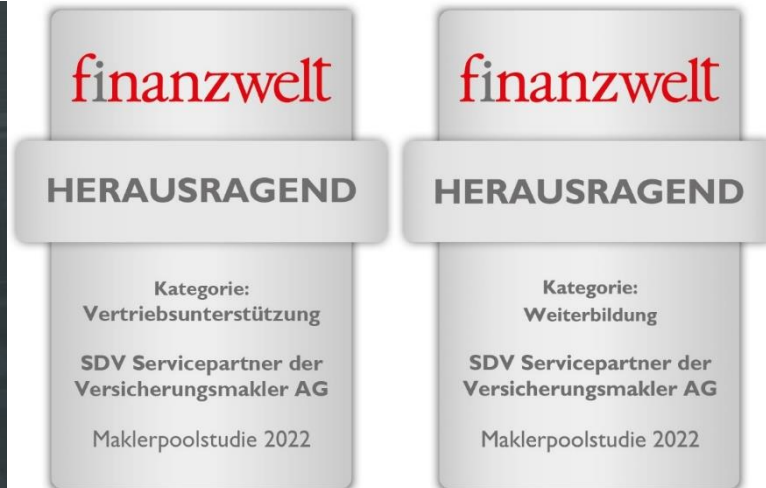 finanzwelt
HERAUSRAGEND
Kategorie:
Vertriebsunterstützung
SDV Servicepartner der
Versicherungsmakler AG
Maklerpoolstudie 2022
finanzwelt
HERAUSRAGEND
Kategorie:
Weiterbildung
SDV Servicepartner der
Versicherungsmakler AG
Maklerpoolstudie 2022